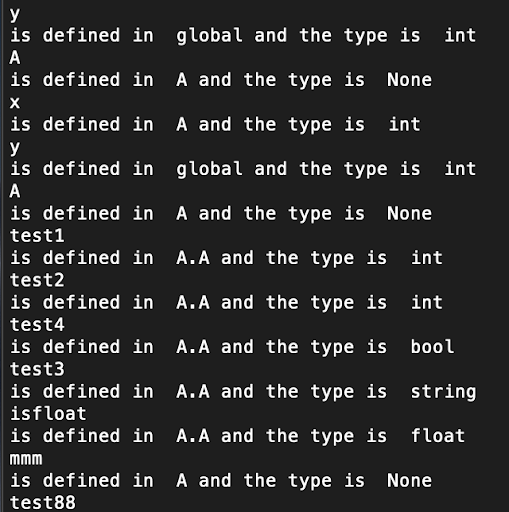 y
is defined in  global and the type is  int
A
is defined in  A and the type is  None
x
is defined in  A and the type is  int
y
is defined in  global and the type is  int
A
is defined in  A and the type is  None
test1
is defined in  A.A and the type is  int
test2
is defined in  A.A and the type is  int
test4
is defined in  A.A and the type is  bool
test3
is defined in  A.A and the type is  string
isfloat
is defined in  A.A and the type is  float
mmm
is defined in  A and the type is  None
test88